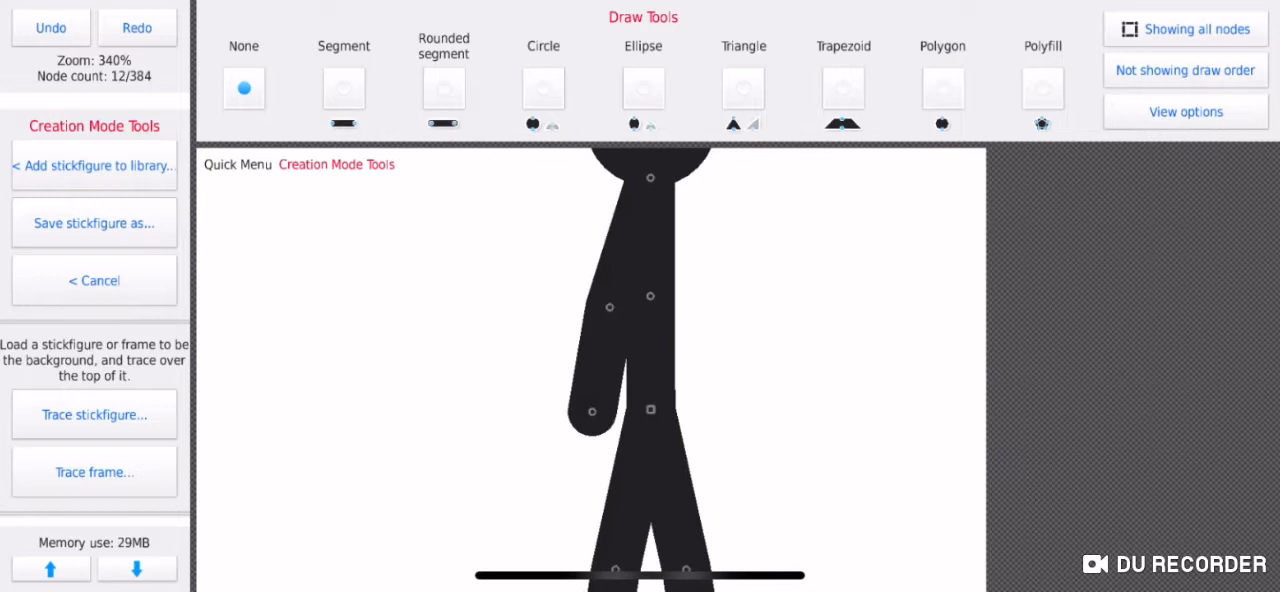 Undo
Redo
Zoom: 340%
Node count: 12/384
Creation Mode Tools
< Add stickfigure to library...
Save stickfigure as...
< Cancel
Load a stickfigure or frame to be
the background, and trace over
the top of it.
Trace stickfigure...
Trace frame...
Memory use: 29MB
Draw Tools
None
Segment
Rounded
segment
Circle
Ellipse
Triangle
Trapezoid
Polygon
Polyfill
Showing all nodes
Not showing draw order
View options
Quick Menu Creation Mode Tools
DU RECORDER